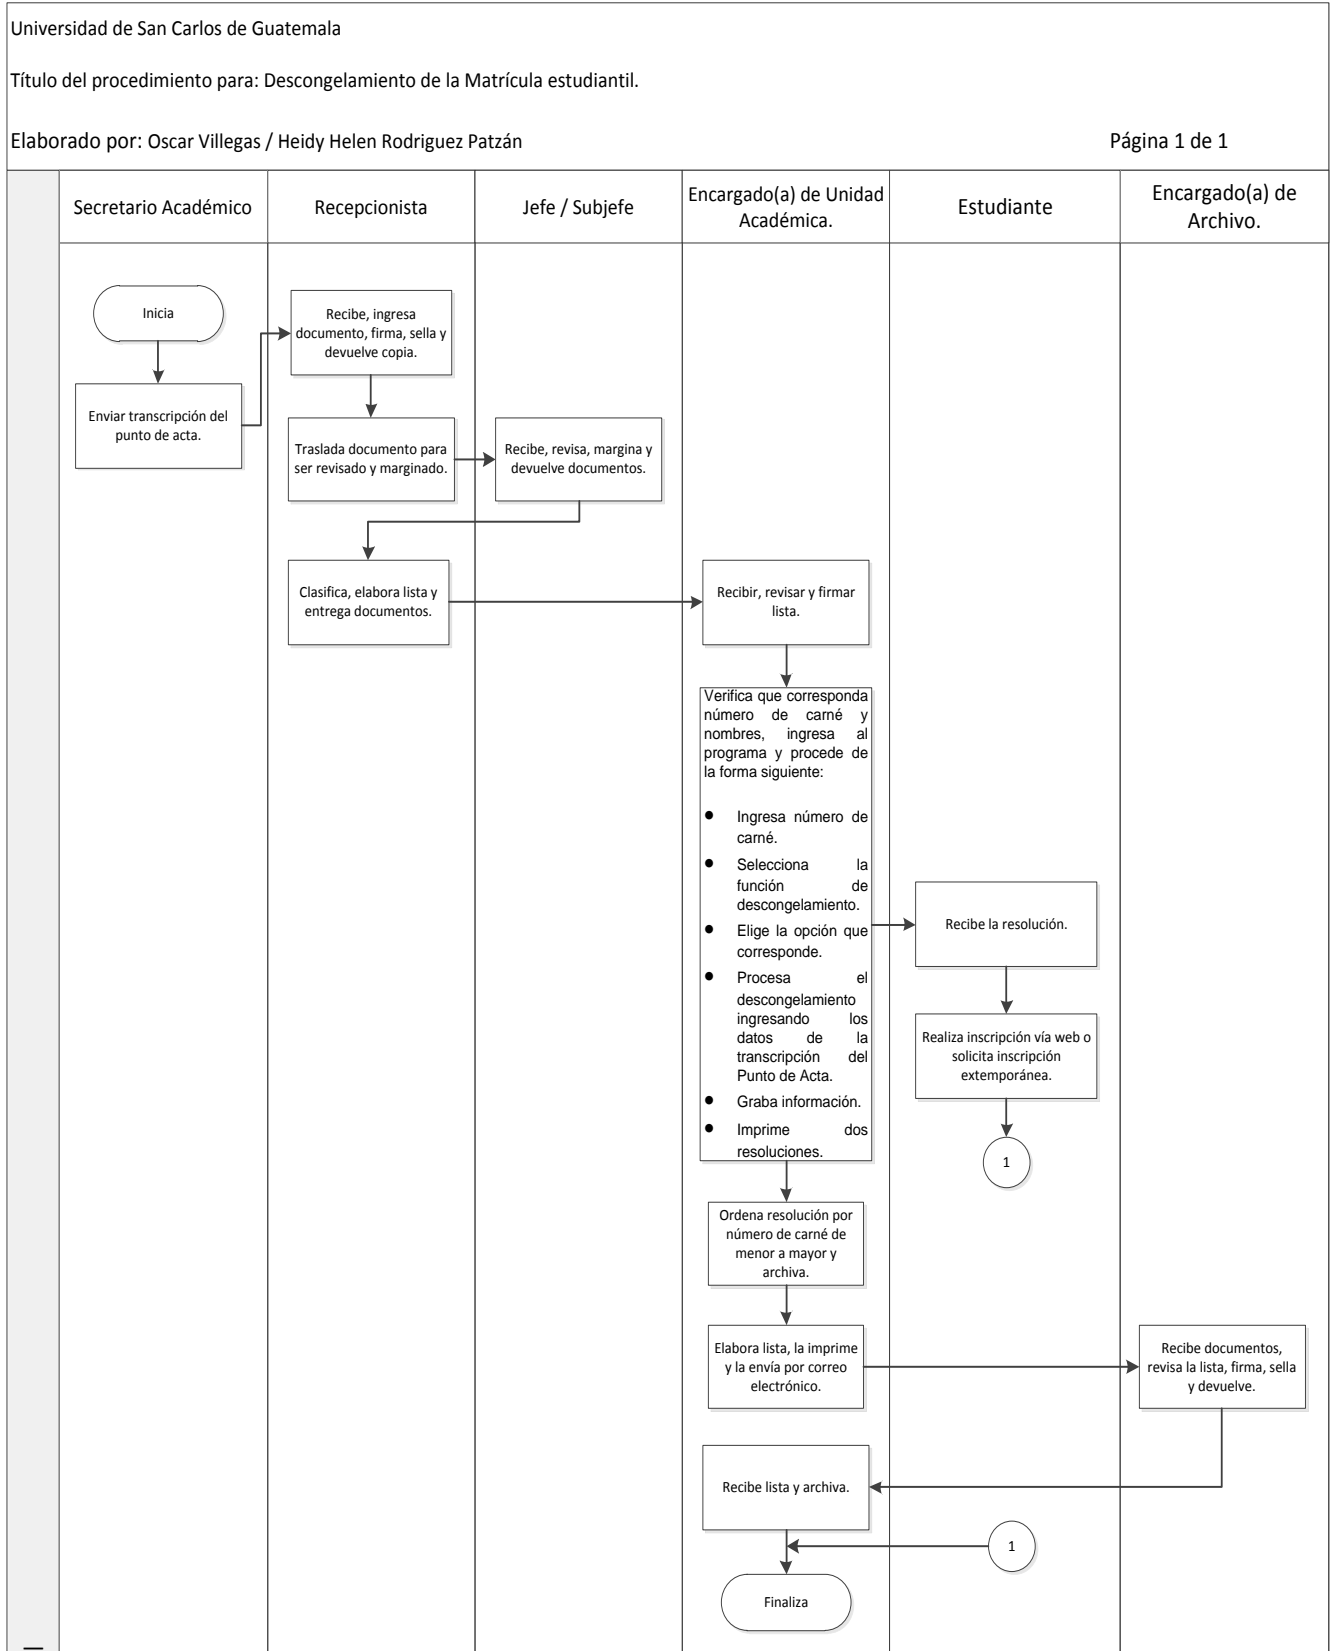 Universidad de San Carlos de Guatemala
Título del procedimiento para: Descongelamiento de la Matrícula estudiantil.
Elaborado por: Oscar Villegas / Heidy Helen Rodriguez Patzán
Página 1 de 1
Secretario Académico
Recepcionista
Jefe / Subjefe
Encargado(a) de Unidad
Académica.
Estudiante
Encargado(a) de
Archivo.
Inicia
Enviar transcripción del
punto de acta.
Recibe, ingresa
documento, firma, sella y
devuelve copia.
Traslada documento para
ser revisado y marginado.
Recibe, revisa, margina y
devuelve documentos.
Clasifica, elabora lista y
entrega documentos.
Recibir, revisar y firmar
lista.
Verifica que corresponda
número de carné y
nombres, ingresa al
programa y procede de
la forma siguiente:
● Ingresa número de
carné.
● Selecciona la
función de
descongelamiento.
● Elige la opción que
corresponde.
● Procesa el
descongelamiento
ingresando los
datos de la
transcripción del
Punto de Acta.
● Graba información.
● Imprime dos
resoluciones.
Recibe la resolución.
Realiza inscripción vía web o
solicita inscripción
extemporánea.
1
Ordena resolución por
número de carné de
menor a mayor y
archiva.
Elabora lista, la imprime
y la envía por correo
electrónico.
Recibe documentos,
revisa la lista, firma, sella
y devuelve.
Recibe lista y archiva.
1
Finaliza